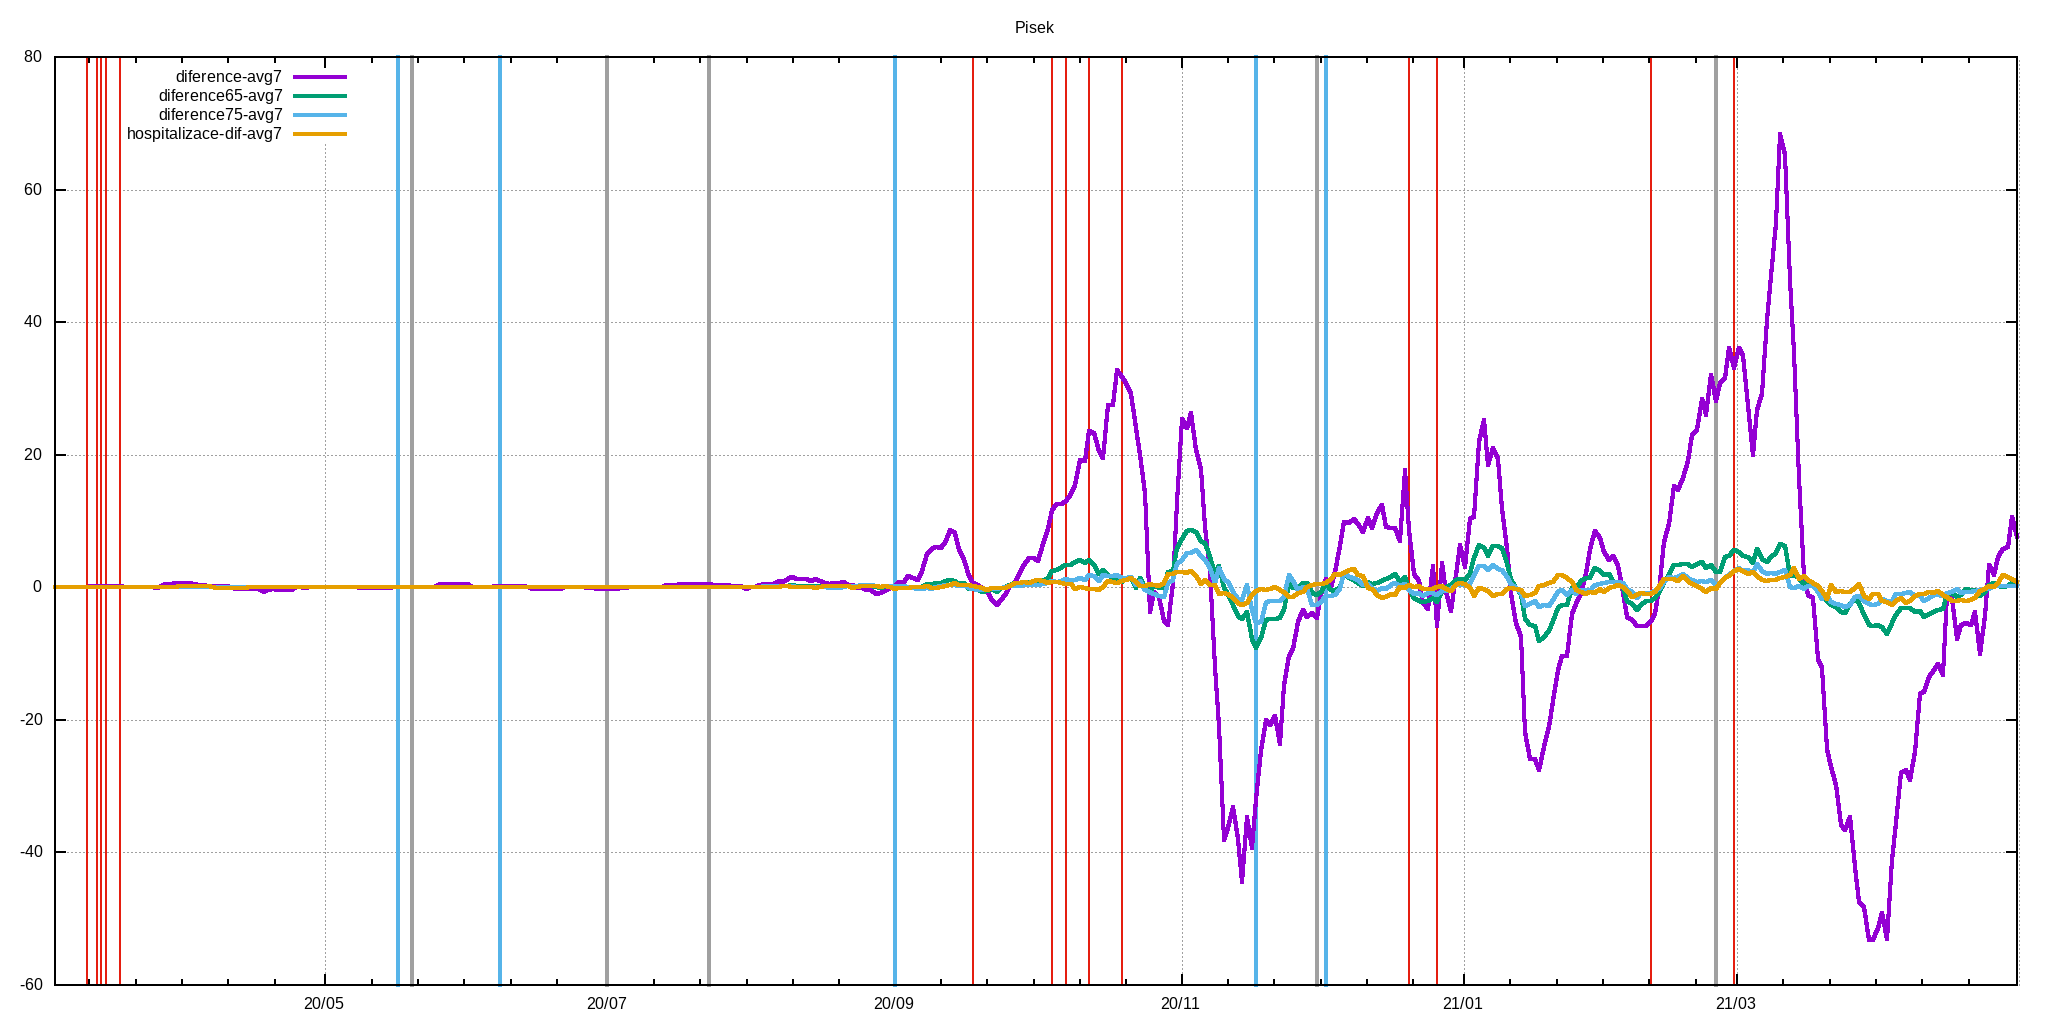 Pisek
80
60
40
20
0
-20
-40
-60
diference-avg7
diference65-avg7
diference75-avg7
hospitalizace-dif-avg7
20/05
20/07
20/09
20/11
21/01
21/03